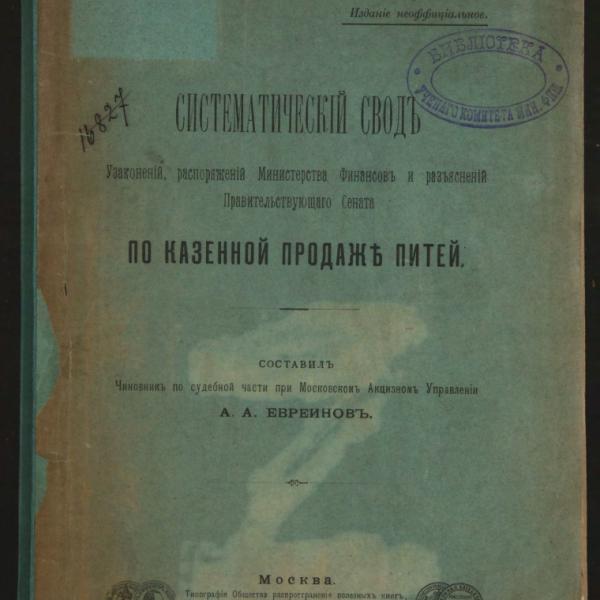 Изданіе неоффиціальное.
БИБЛІОТЕКА
УЧЕНАГО КОМИТЕТА МИН. ФИН.
16827
СИСТЕМАТИЧЕСКІЙ СВОДЪ
Узаконеній, распоряженій Министерства Финансовъ и разъясненій
Правительствующаго Сената
ПО КАЗЕННОЙ ПРОДАЖѢ ПИТЕЙ.
СОСТАВИЛЪ
Чиновникъ по судебной части при Московскомъ Акцизномъ Управленіи
А. А. ЕВРЕИНОВЪ.
Москва.
Типографія Общества распространенія полезныхъ книгъ,